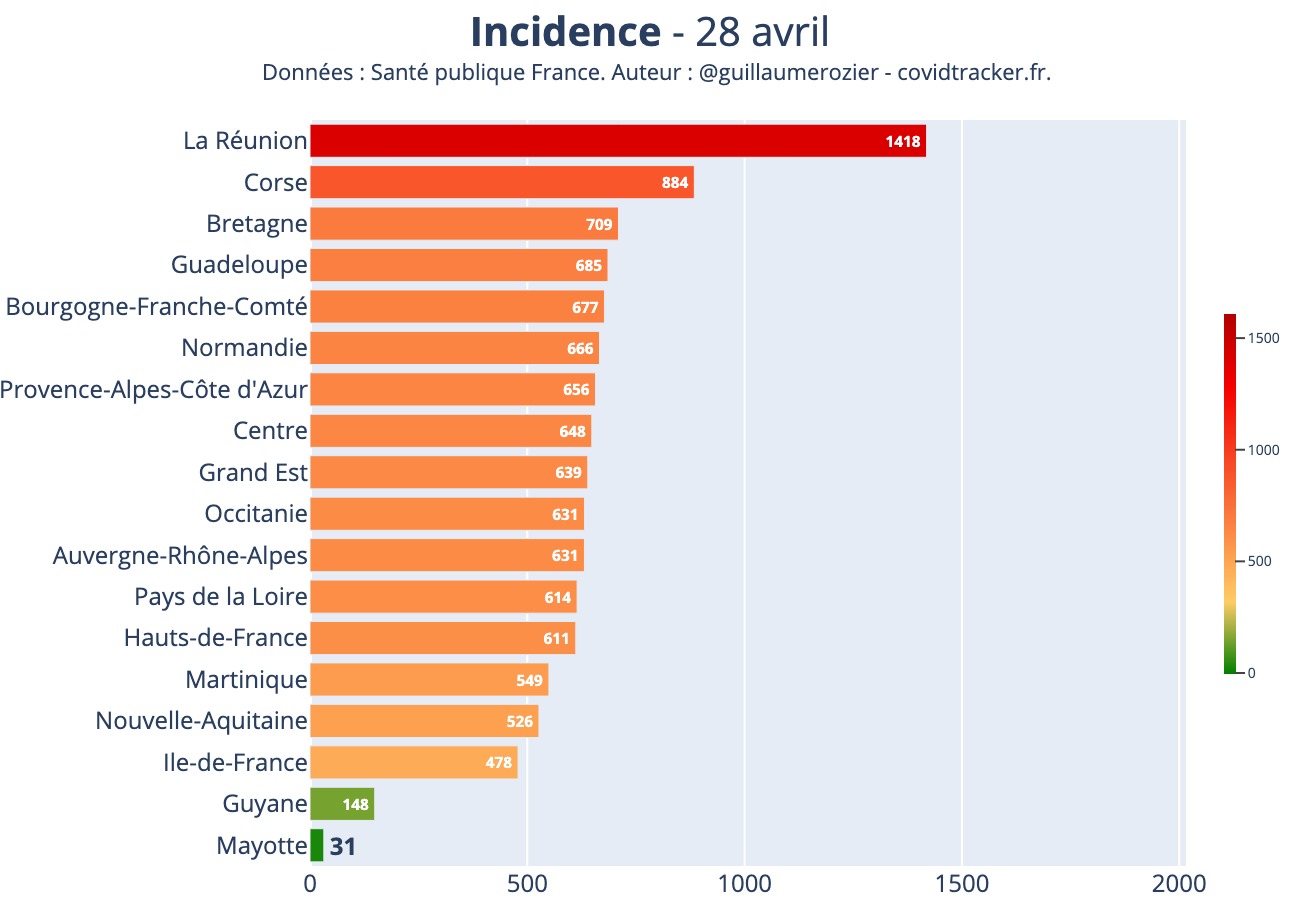 Incidence - 28 avril
Données : Santé publique France. Auteur : @guillaumerozier - covidtracker.fr.
La Réunion 1418
Corse 884
Bretagne 709
Guadeloupe 685
Bourgogne-Franche-Comté 677
Normandie 666
Provence-Alpes-Côte d'Azur 656
Centre 648
Grand Est 639
Occitanie 631
Auvergne-Rhône-Alpes 631
Pays de la Loire 614
Hauts-de-France 611
Martinique 549
Nouvelle-Aquitaine 526
Ile-de-France 478
Guyane 148
Mayotte 31
0 500 1000 1500 2000
1500
1000
500
0